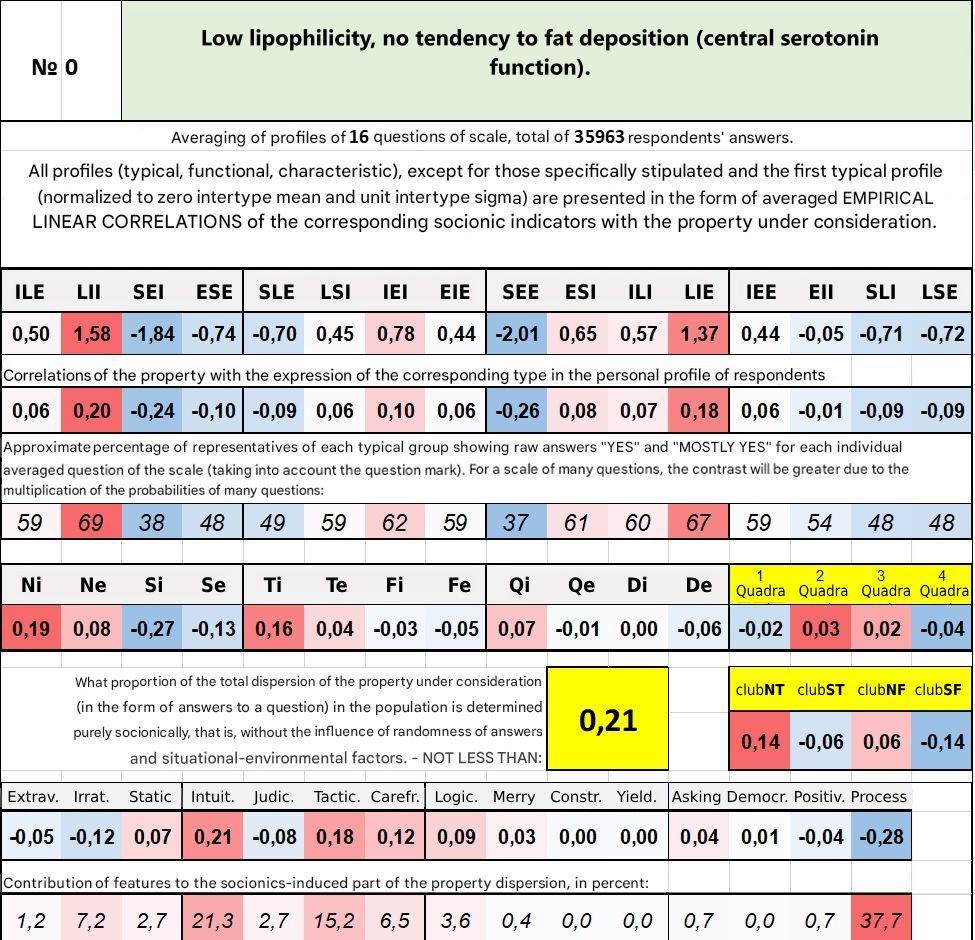 Low lipophilicity, no tendency to fat deposition (central serotonin
№ 0
function).
Averaging of profiles of 16 questions of scale, total of 35963 respondents' answers.
All profiles (typical, functional, characteristic), except for those specifically stipulated and the first typical profile
(normalized to zero intertype mean and unit intertype sigma) are presented in the form of averaged EMPIRICAL
LINEAR CORRELATIONS of the corresponding socionic indicators with the property under consideration.
ILE LII SEI ESE SLE LSI IEI EIE SEE ESI ILI LIE IEE EII SLI LSE
0,50 1,58 -1,84 -0,74 -0,70 0,45 0,78 0,44 -2,01 0,65 0,57 1,37 0,44 -0,05 -0,71 -0,72
Correlations of the property with the expression of the corresponding type in the personal profile of respondents
0,06 0,20 -0,24 -0,10 -0,09 0,06 0,10 0,06 -0,26 0,08 0,07 0,18 0,06 -0,01 -0,09 -0,09
Approximate percentage of representatives of each typical group showing raw answers "YES" and "MOSTLY YES" for each individual
averaged question of the scale (taking into account the question mark). For a scale of many questions, the contrast will be greater due to the
multiplication of the probabilities of many questions:
59 69 38 48 49 59 62 59 37 61 60 67 59 54 48 48
Ni Ne Si Se Ti Te Fi Fe Qi Qe Di De 1 Quadra 2 Quadra 3 Quadra 4 Quadra
0,19 0,08 -0,27 -0,13 0,16 0,04 -0,03 -0,05 0,07 -0,01 0,00 -0,06 -0,02 0,03 0,02 -0,04
What proportion of the total dispersion of the property under consideration
(in the form of answers to a question) in the population is determined
purely socionically, that is, without the influence of randomness of answers
and situational-environmental factors. - NOT LESS THAN:
0,21
clubNT clubST clubNF clubSF
0,14 -0,06 0,06 -0,14
Extrav. Irrat. Static Intuit. Judic. Tactic. Carefr. Logic. Merry Constr. Yield. Asking Democr. Positiv. Process
-0,05 -0,12 0,07 0,21 -0,08 0,18 0,12 0,09 0,03 0,00 0,00 0,04 0,01 -0,04 -0,28
Contribution of features to the socionics-induced part of the property dispersion, in percent:
1,2 7,2 2,7 21,3 2,7 15,2 6,5 3,6 0,4 0,0 0,0 0,7 0,0 0,7 37,7